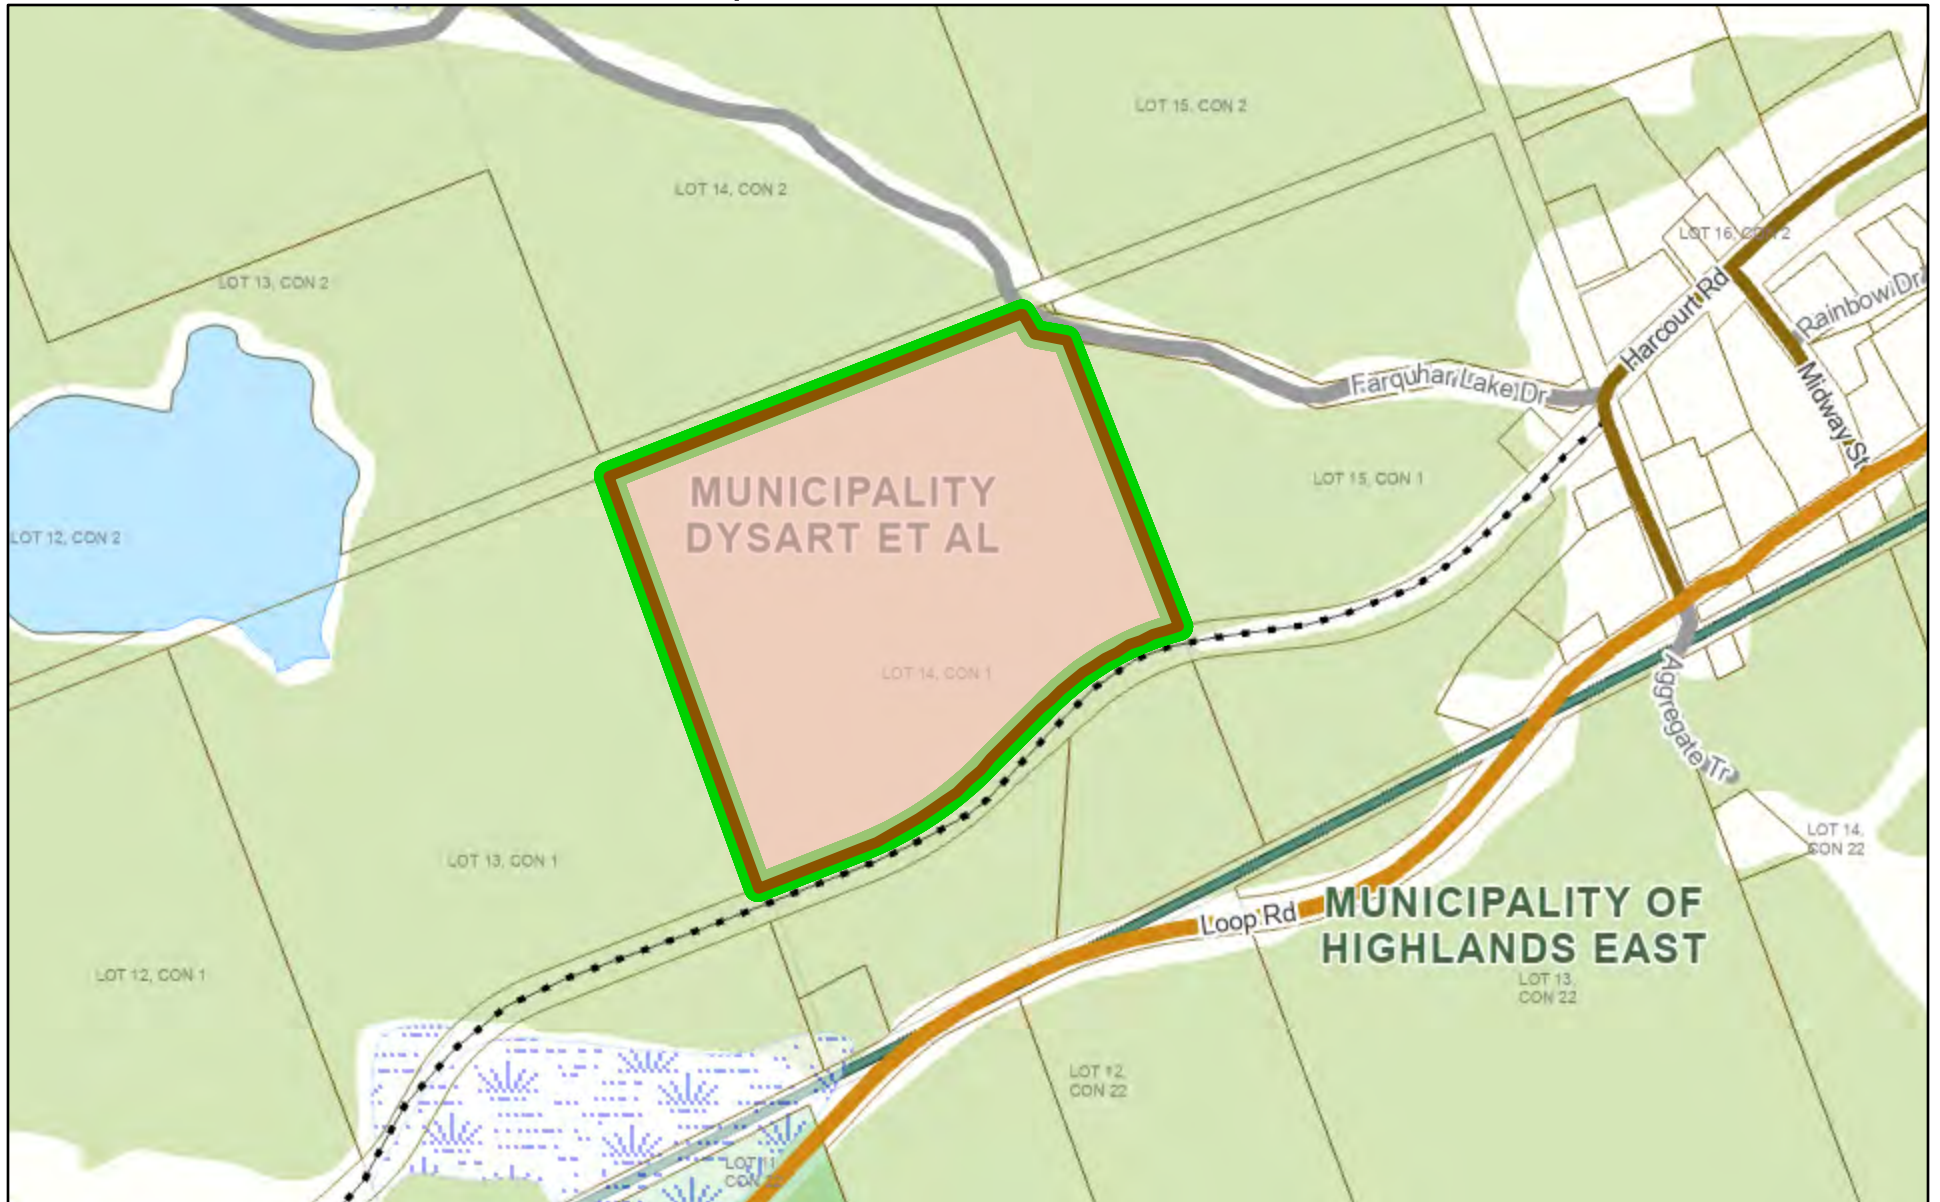 LOT 15, CON 2
LOT 14, CON 2
LOT 16, CON 2
LOT 13, CON 2
Rainbow Dr
Harcourt Rd
Farquhar Lake Dr
Midway St
LOT 15, CON 1
MUNICIPALITY
DYSART ET AL
LOT 12, CON 2
LOT 14, CON 1
Aggregate Tr
LOT 14,
CON 22
LOT 13, CON 1
MUNICIPALITY OF
HIGHLANDS EAST
Loop Rd
LOT 12, CON 1
LOT 13,
CON 22
LOT 12,
CON 22
LOT 11
CON